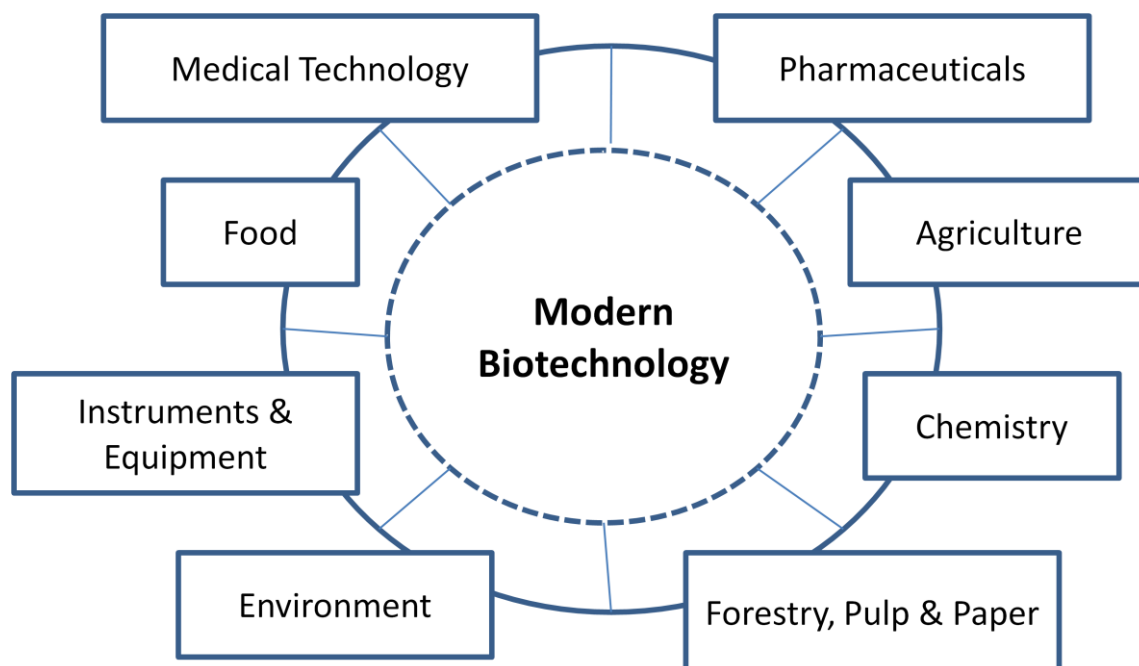 Medical Technology
Pharmaceuticals
Food
Agriculture
Modern
Biotechnology
Instruments &
Equipment
Chemistry
Environment
Forestry, Pulp & Paper